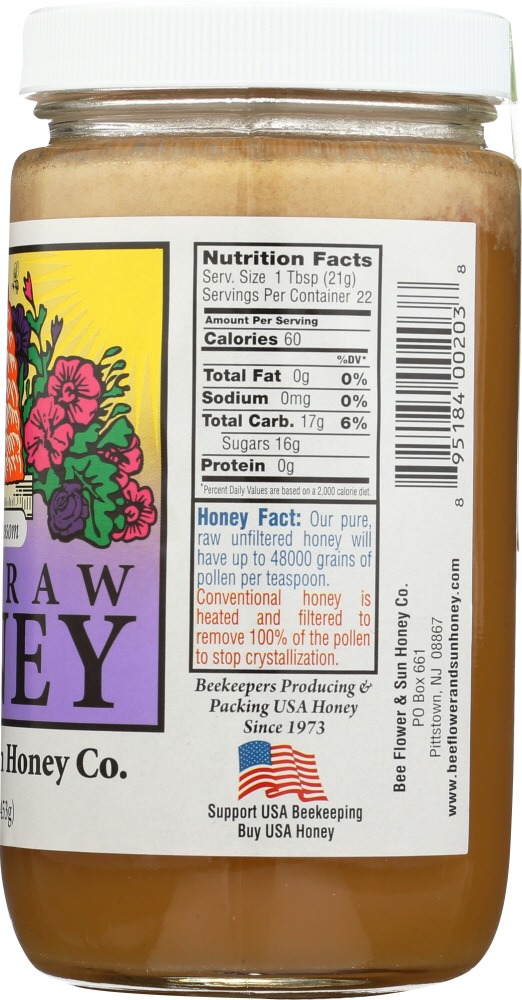 Nutrition Facts
Serv. Size 1 Tbsp (21g)
Servings Per Container 22
Amount Per Serving
Calories 60
%DV*
Total Fat 0g 0%
Sodium 0mg 0%
Total Carb. 17g 6%
Sugars 16g
Protein 0g
*Percent Daily Values are based on a 2,000 calorie diet.
Honey Fact: Our pure,
raw unfiltered honey will
have up to 48000 grains of
pollen per teaspoon.
Conventional honey is
heated and filtered to
remove 100% of the pollen
to stop crystallization.
Beekeepers Producing &
Packing USA Honey
Since 1973
Support USA Beekeeping
Buy USA Honey
RAW
NEY
Honey Co.
8 95184 00203 8
Bee Flower & Sun Honey Co.
PO Box 661
Pittstown, NJ 08867
www.beeflowerandsunhoney.com